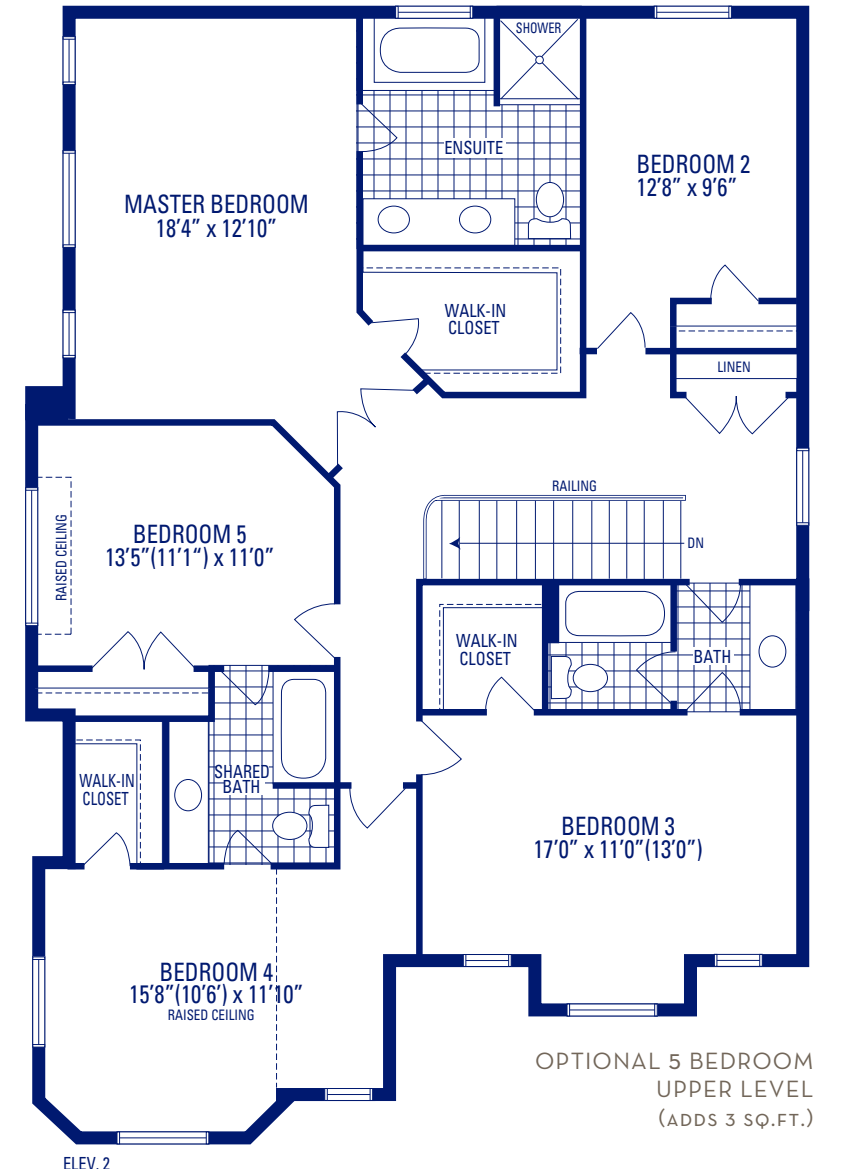 SHOWER
ENSUITE
BEDROOM 2
12'8" x 9'6"
MASTER BEDROOM
18'4" x 12'10"
WALK-IN
CLOSET
LINEN
RAILING
DN
BEDROOM 5
13'5"(11'1") x 11'0"
RAISED CEILING
WALK-IN
CLOSET
BATH
SHARED
BATH
WALK-IN
CLOSET
BEDROOM 3
17'0" x 11'0"(13'0")
BEDROOM 4
15'8"(10'6') x 11'10"
RAISED CEILING
OPTIONAL 5 BEDROOM
UPPER LEVEL
(ADDS 3 SQ.FT.)
ELEV. 2